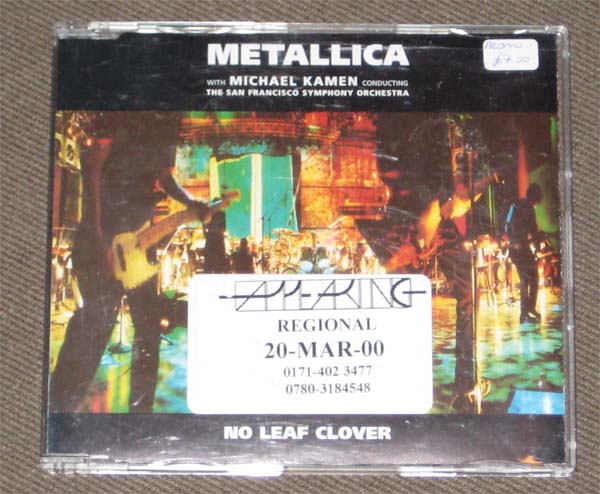 METALLICA
WITH MICHAEL KAMEN CONDUCTING
THE SAN FRANCISCO SYMPHONY ORCHESTRA
PROMO
£7.00
REGIONAL
20-MAR-00
0171-402 3477
0780-3184548
NO LEAF CLOVER